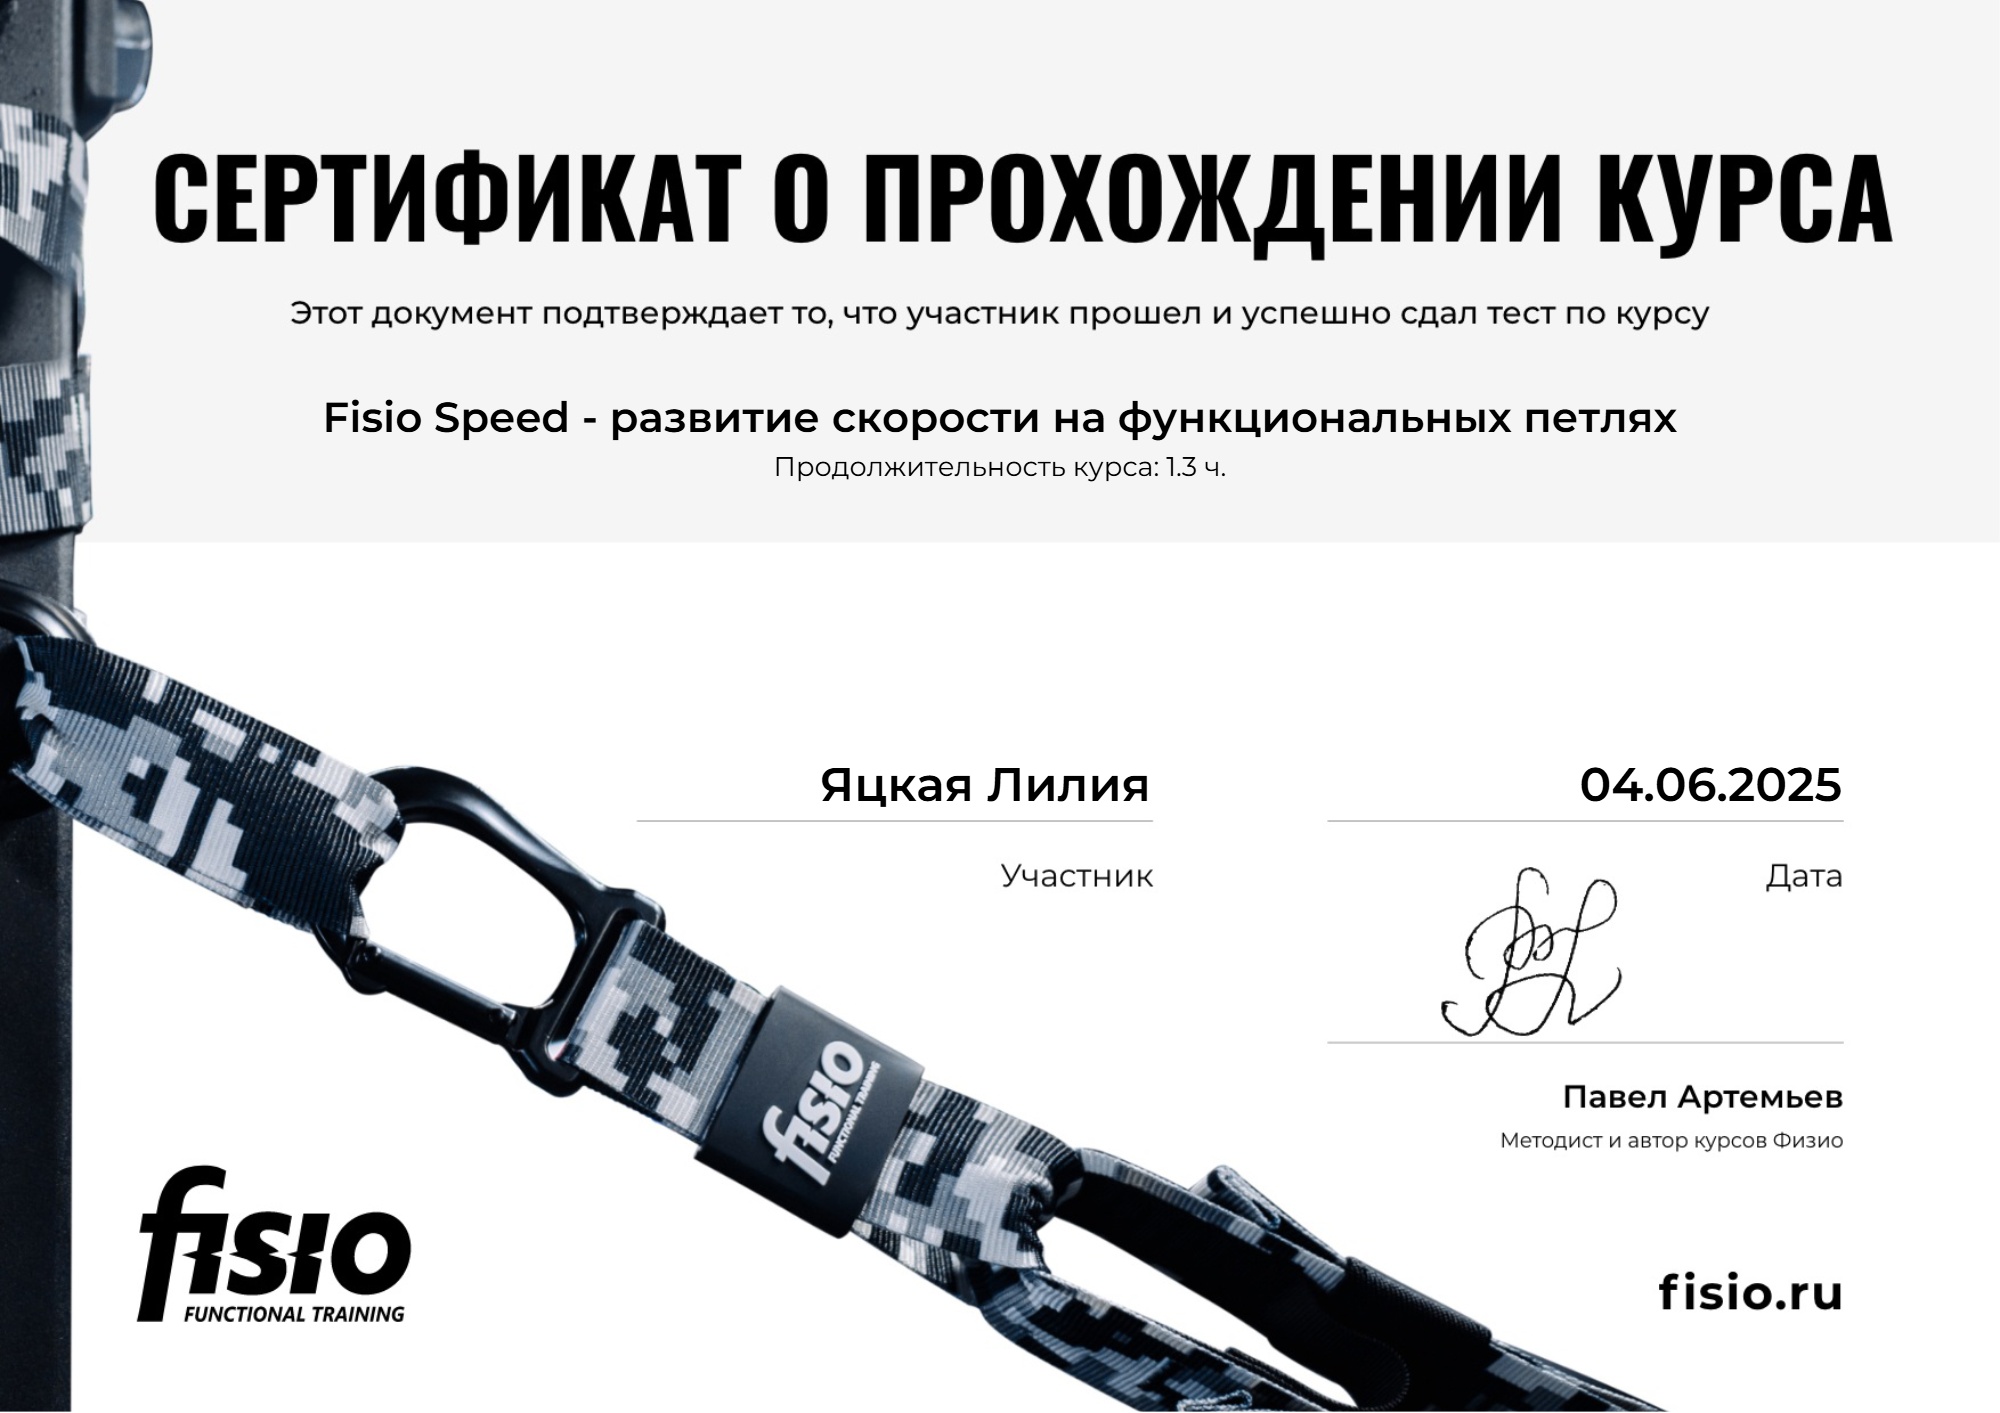 СЕРТИФИКАТ О ПРОХОЖДЕНИИ КУРСА
Этот документ подтверждает то, что участник прошел и успешно сдал тест по курсу
Fisio Speed - развитие скорости на функциональных петлях
Продолжительность курса: 1.3 ч.
Яцкая Лилия
Участник
04.06.2025
Дата
fisio
FUNCTIONAL TRAINING
Павел Артемьев
Методист и автор курсов Физио
fisio
FUNCTIONAL TRAINING
fisio.ru